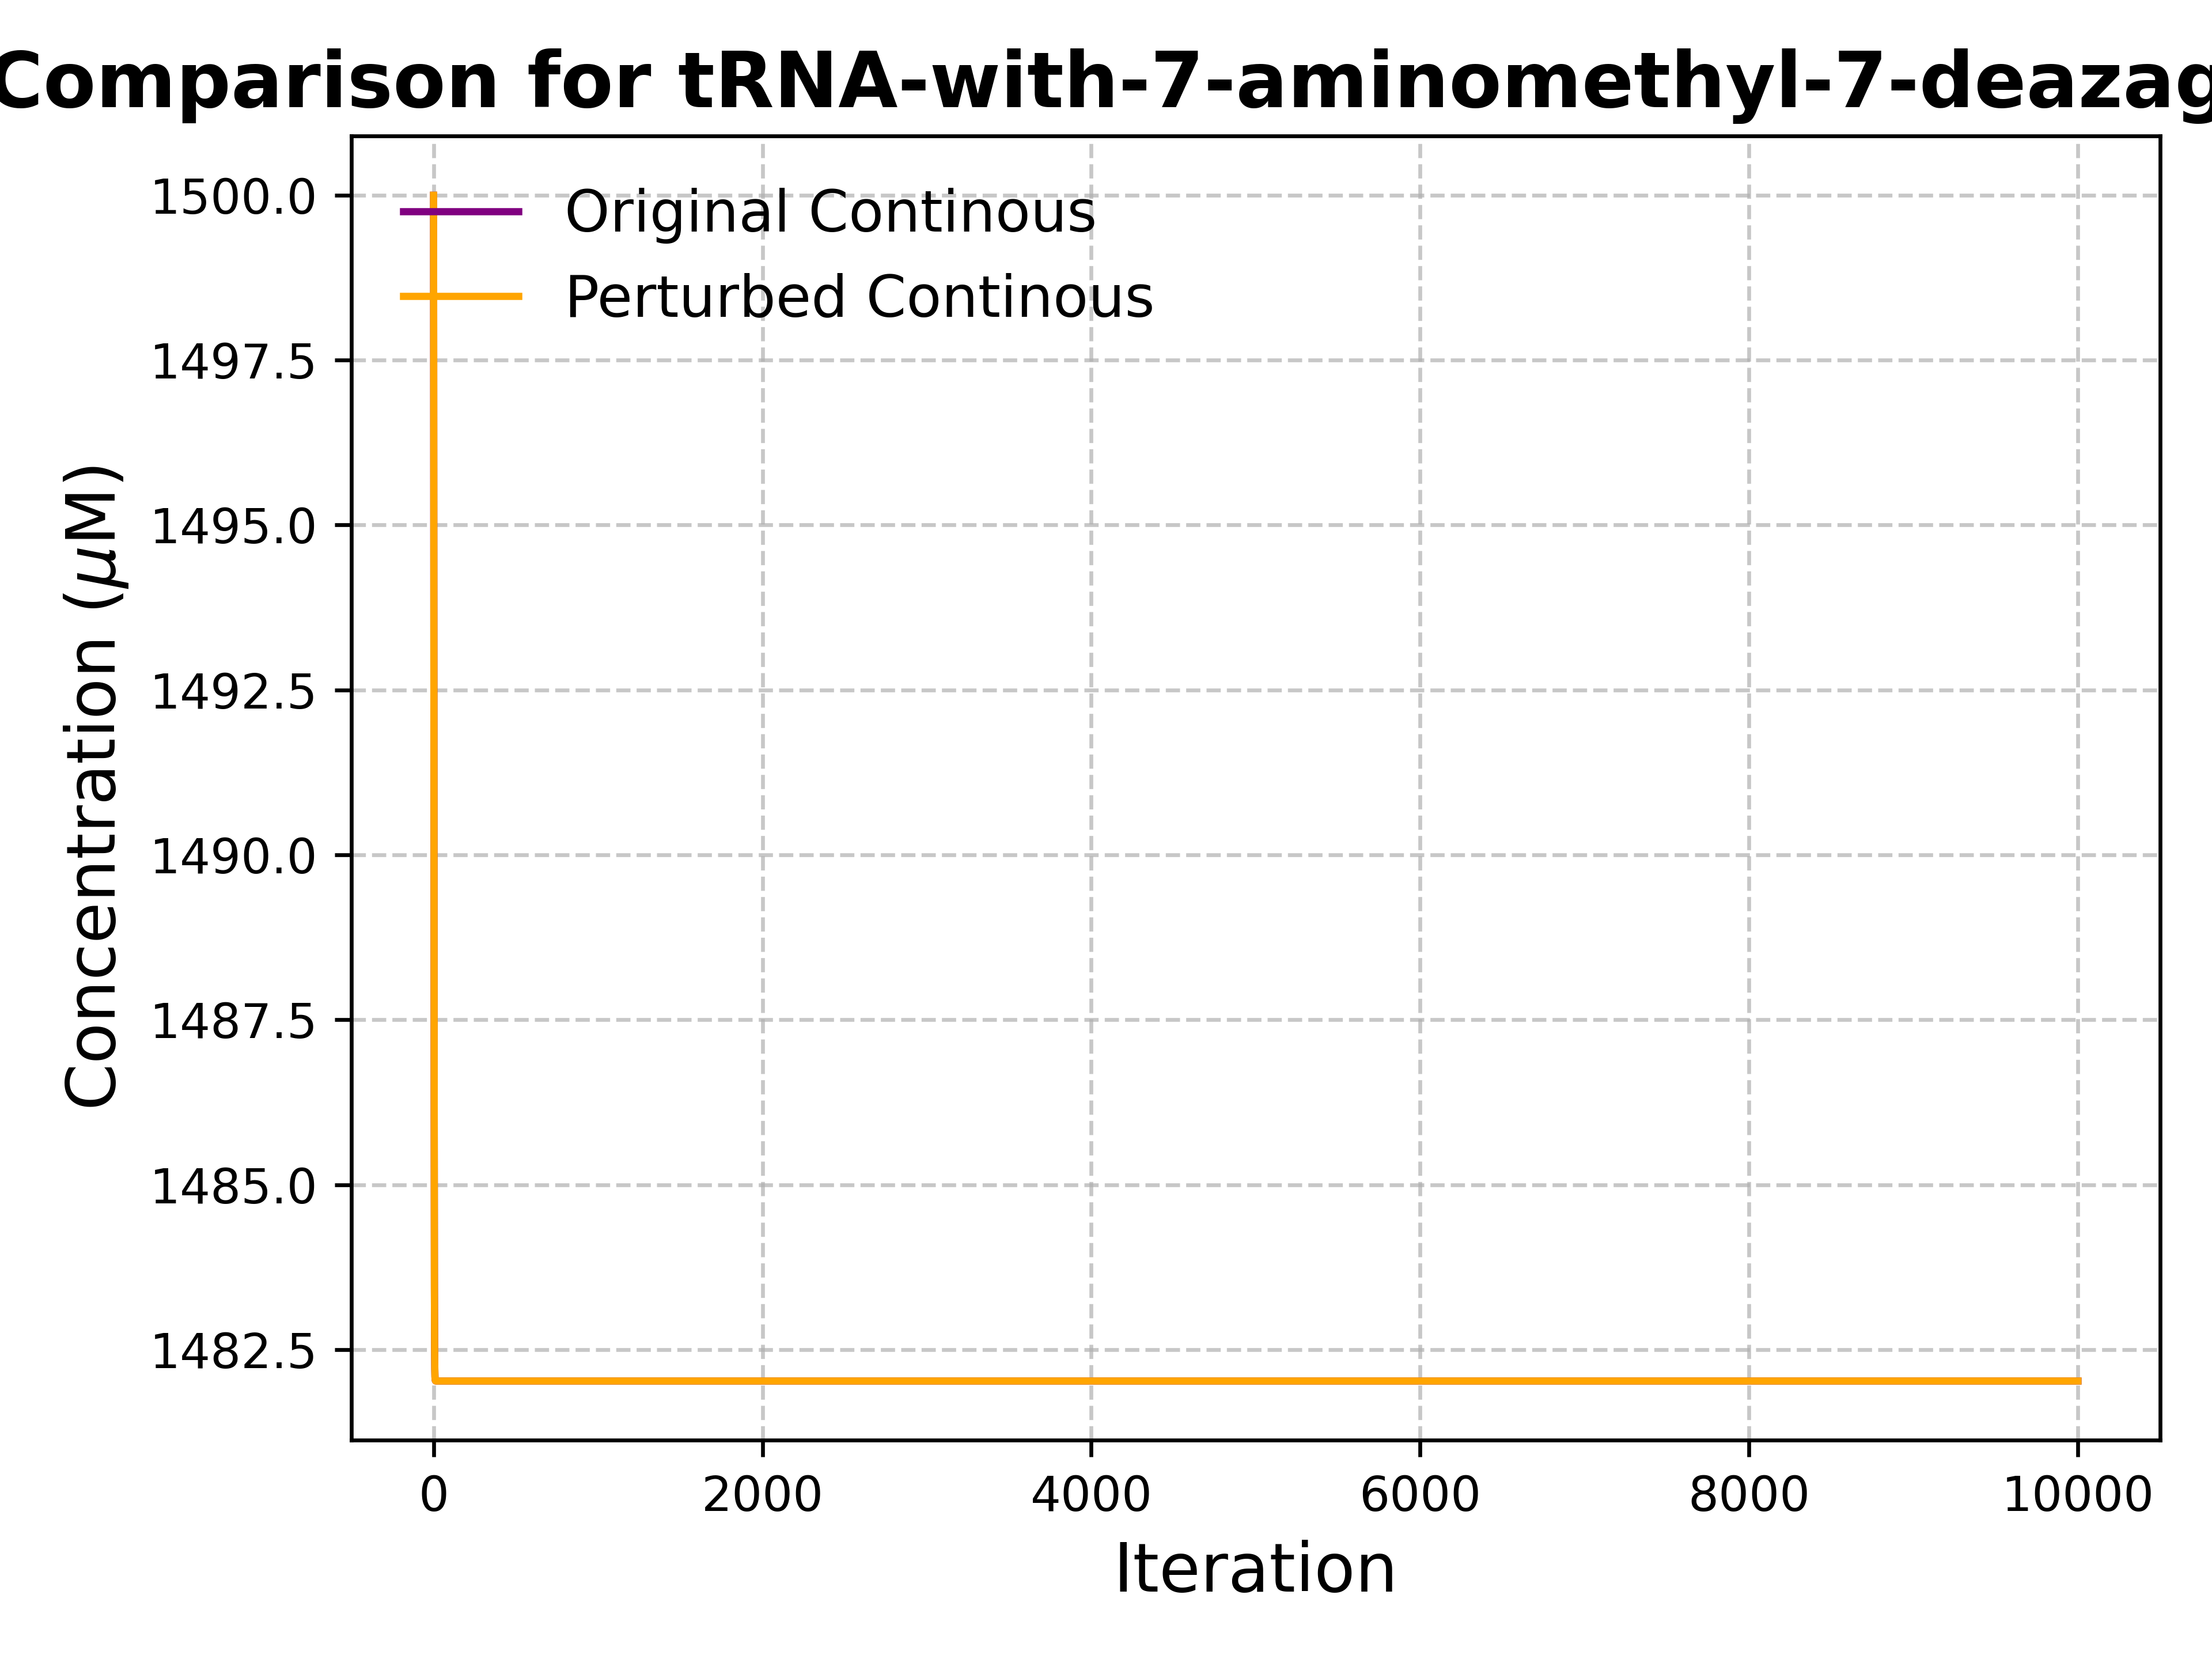 Comparison for tRNA-with-7-aminomethyl-7-deazag
Original Continous
Perturbed Continous
1500.0
1497.5
1495.0
1492.5
1490.0
1487.5
1485.0
1482.5
Concentration (μM)
0 2000 4000 6000 8000 10000
Iteration